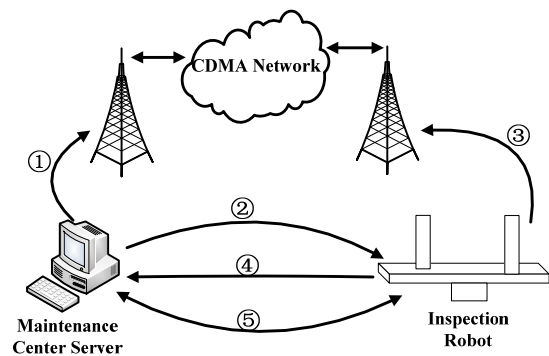 CDMA Network
①
③
②
④
⑤
Maintenance
Center Server
Inspection
Robot